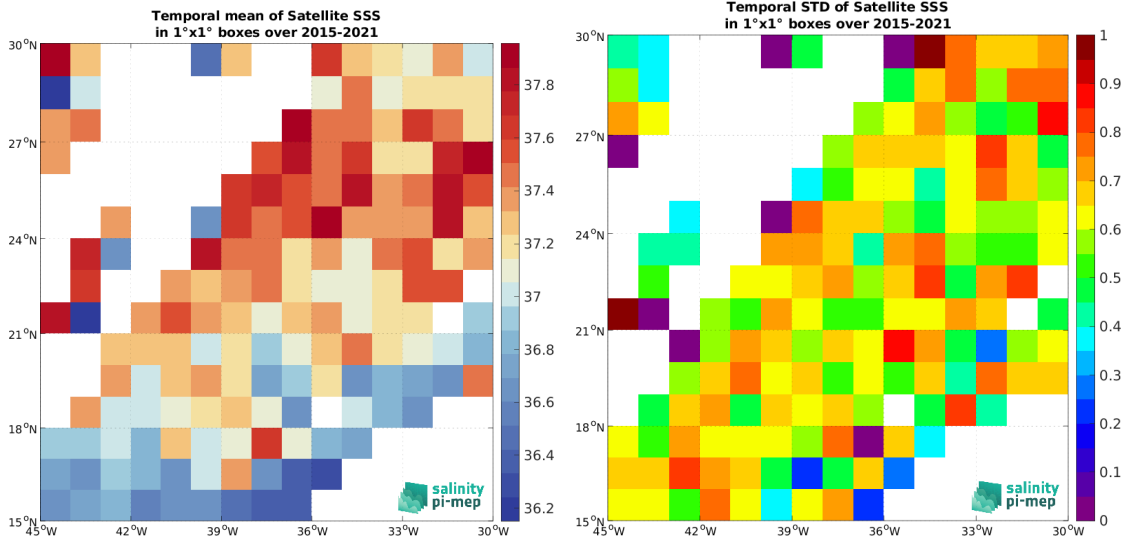 Temporal mean of Satellite SSS
in 1°x1° boxes over 2015-2021
30°N
27°N
24°N
21°N
18°N
15°N
45°W
42°W
39°W
36°W
33°W
30°W
37.8
37.6
37.4
37.2
37
36.8
36.6
36.4
36.2
salinity
pi-mep
Temporal STD of Satellite SSS
in 1°x1° boxes over 2015-2021
30°N
27°N
24°N
21°N
18°N
15°N
45°W
42°W
39°W
36°W
33°W
30°W
1
0.9
0.8
0.7
0.6
0.5
0.4
0.3
0.2
0.1
0
salinity
pi-mep